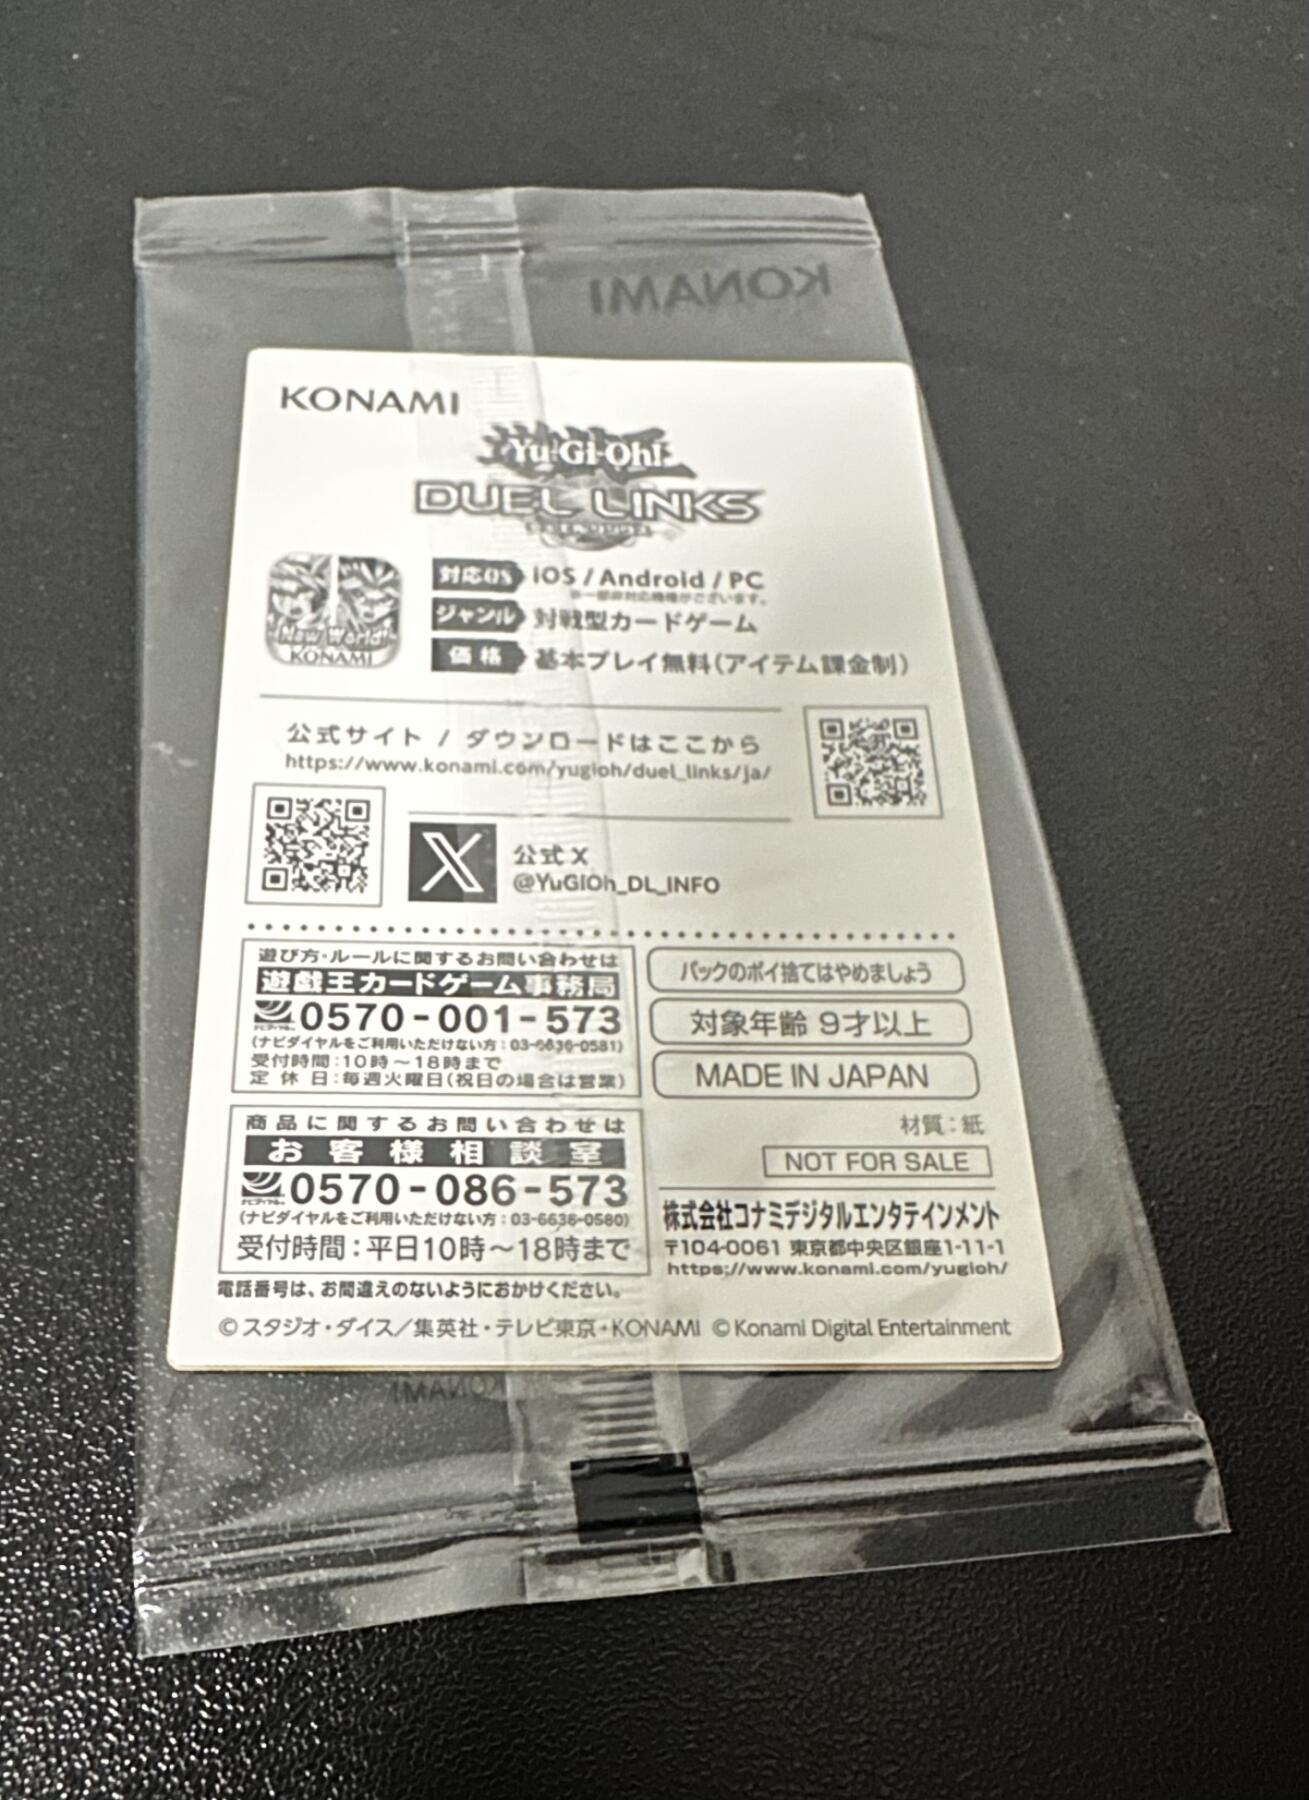 KONAMI
KONAMI
Yu-Gi-Oh!
DUEL LINKS
New World!
KONAMI
対応OS iOS / Android / PC
※一部非対応機種がございます。
ジャンル 対戦型カードゲーム
価格 基本プレイ無料(アイテム課金制)
公式サイト / ダウンロードはここから
https://www.konami.com/yugioh/duel_links/ja/
X 公式X
@YuGiOh_DL_INFO
遊び方・ルールに関するお問い合わせは
遊戯王カードゲーム事務局
0570-001-573
(ナビダイヤルをご利用いただけない方：03-6636-0581)
受付時間：10時〜18時まで
定休日：毎週火曜日(祝日の場合は営業)
商品に関するお問い合わせは
お客様相談室
0570-086-573
(ナビダイヤルをご利用いただけない方：03-6636-0580)
受付時間：平日10時〜18時まで
電話番号は、お間違えのないようにおかけください。
パックのポイ捨てはやめましょう
対象年齢 9才以上
MADE IN JAPAN
材質：紙
NOT FOR SALE
株式会社コナミデジタルエンタテインメント
〒104-0061 東京都中央区銀座1-11-1
https://www.konami.com/yugioh/
©スタジオ・ダイス／集英社・テレビ東京・KONAMI ©Konami Digital Entertainment
KONAMI